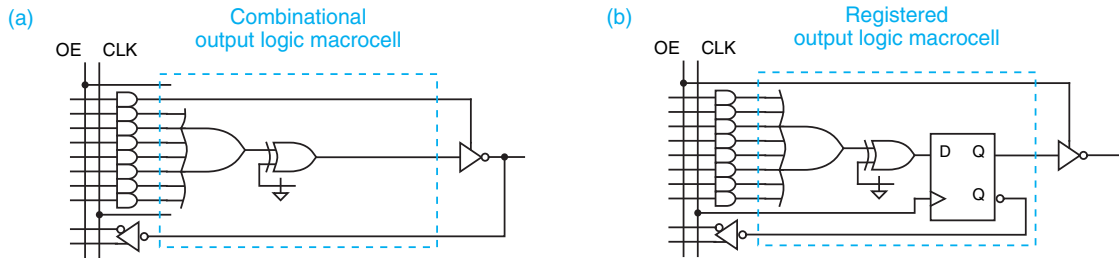 (a)
Combinational
output logic macrocell
OE CLK
(b)
Registered
output logic macrocell
OE CLK
D Q
Q